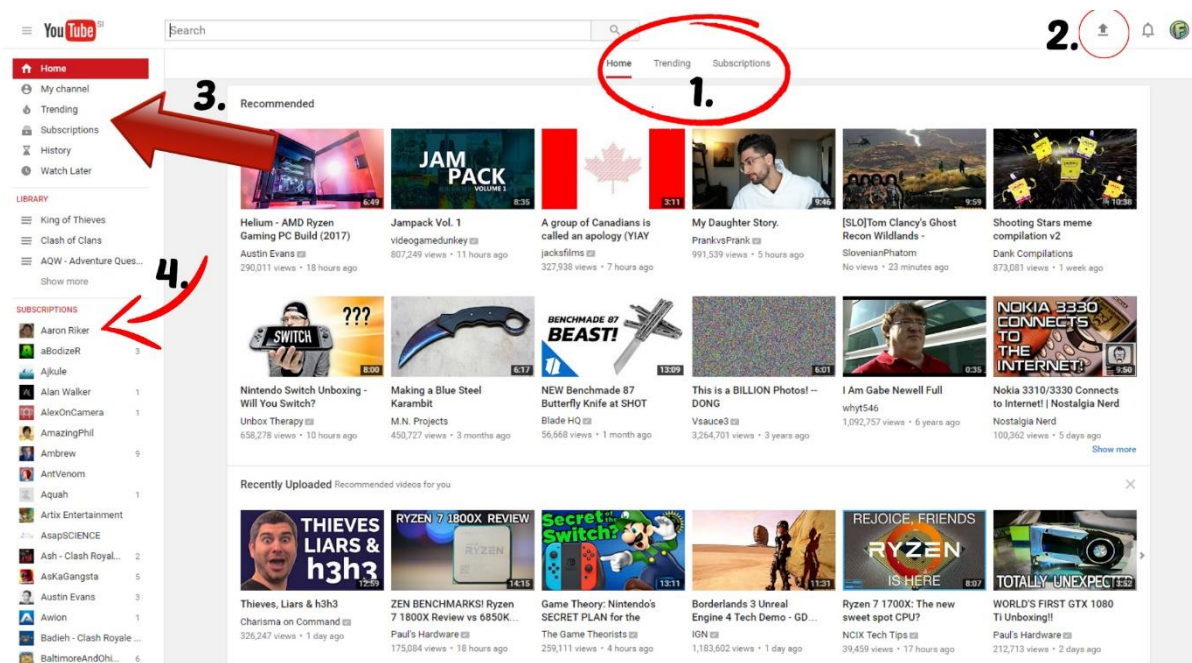 YouTube SI
Search
2.
Home Trending Subscriptions
1.
3.
Home
My channel
Trending
Subscriptions
History
Watch Later
LIBRARY
King of Thieves
Clash of Clans
AQW - Adventure Ques...
Show more
4.
SUBSCRIPTIONS
Aaron Riker
aBodizeR 3
Ajkule
Alan Walker 1
AlexOnCamera 1
AmazingPhil
Ambrew 9
AntVenom
Aquah 1
Artix Entertainment
AsapSCIENCE
Ash - Clash Royal... 2
AsKaGangsta 5
Austin Evans 3
Awion 1
Badieh - Clash Royale ...
BaltimoreAndOhi... 6
Recommended
6:49
Helium - AMD Ryzen
Gaming PC Build (2017)
Austin Evans
290,011 views • 18 hours ago
JAM
PACK
VOLUME 1
8:35
Jampack Vol. 1
videogamedunkey
807,249 views • 11 hours ago
3:11
A group of Canadians is
called an apology (YIAY
jacksfilms
327,938 views • 7 hours ago
9:46
My Daughter Story.
PrankvsPrank
991,539 views • 5 hours ago
9:59
[SLO]Tom Clancy's Ghost
Recon Wildlands -
SlovenianPhatom
No views • 23 minutes ago
10:38
Shooting Stars meme
compilation v2
Dank Compilations
873,081 views • 1 week ago
???
SWITCH
8:00
Nintendo Switch Unboxing -
Will You Switch?
Unbox Therapy
658,278 views • 10 hours ago
6:17
Making a Blue Steel
Karambit
M.N. Projects
450,727 views • 3 months ago
BENCHMADE 87
BEAST!
13:09
NEW Benchmade 87
Butterfly Knife at SHOT
Blade HQ
56,668 views • 1 month ago
6:01
This is a BILLION Photos! --
DONG
Vsauce3
3,264,701 views • 3 years ago
0:35
I Am Gabe Newell Full
whyt546
1,092,757 views • 6 years ago
NOKIA 3330
CONNECTS
TO
THE
INTERNET!
9:50
Nokia 3310/3330 Connects
to Internet! | Nostalgia Nerd
Nostalgia Nerd
100,362 views • 5 days ago
Show more
Recently Uploaded Recommended videos for you
THIEVES
LIARS &
h3h3
12:59
Thieves, Liars & h3h3
Charisma on Command
326,247 views • 1 day ago
RYZEN 7 1800X REVIEW
RYZEN
14:15
ZEN BENCHMARKS! Ryzen
7 1800X Review vs 6850K...
Paul's Hardware
175,084 views • 18 hours ago
Secret of the
Switch?
13:11
Game Theory: Nintendo's
SECRET PLAN for the
The Game Theorists
259,111 views • 4 hours ago
11:31
Borderlands 3 Unreal
Engine 4 Tech Demo - GD...
IGN
1,183,602 views • 1 day ago
REJOICE, FRIENDS
RYZEN
IS HERE
8:07
Ryzen 7 1700X: The new
sweet spot CPU?
NCIX Tech Tips
39,459 views • 17 hours ago
TOTALLY UNEXPECTED
3:52
WORLD'S FIRST GTX 1080
Ti Unboxing!!
Paul's Hardware
212,713 views • 2 days ago